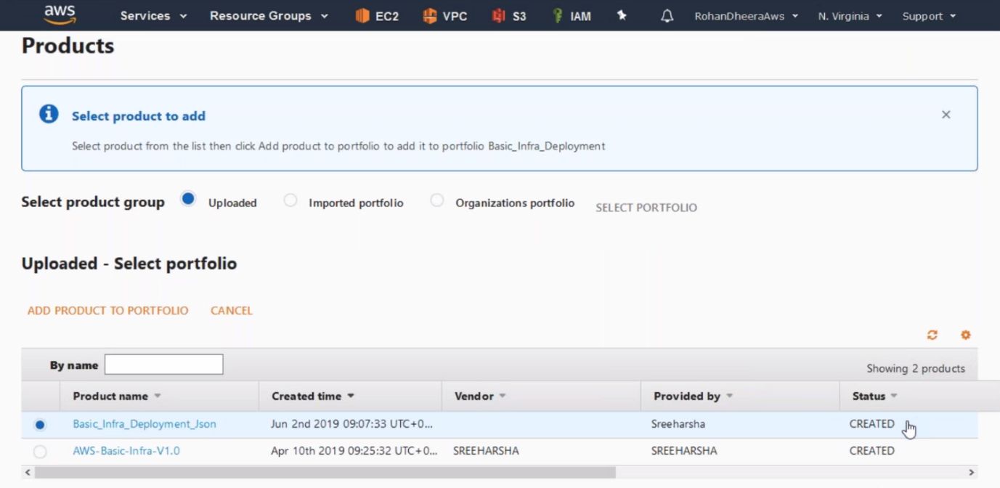 aws Services Resource Groups EC2 VPC S3 IAM RohanDheeraAws N. Virginia Support
Products
Select product to add
Select product from the list then click Add product to portfolio to add it to portfolio Basic_Infra_Deployment
Select product group Uploaded Imported portfolio Organizations portfolio SELECT PORTFOLIO
Uploaded - Select portfolio
ADD PRODUCT TO PORTFOLIO CANCEL
By name Showing 2 products
Product name Created time Vendor Provided by Status
Basic_Infra_Deployment_Json Jun 2nd 2019 09:07:33 UTC+0... Sreeharsha CREATED
AWS-Basic-Infra-V1.0 Apr 10th 2019 09:25:32 UTC+0... SREEHARSHA SREEHARSHA CREATED